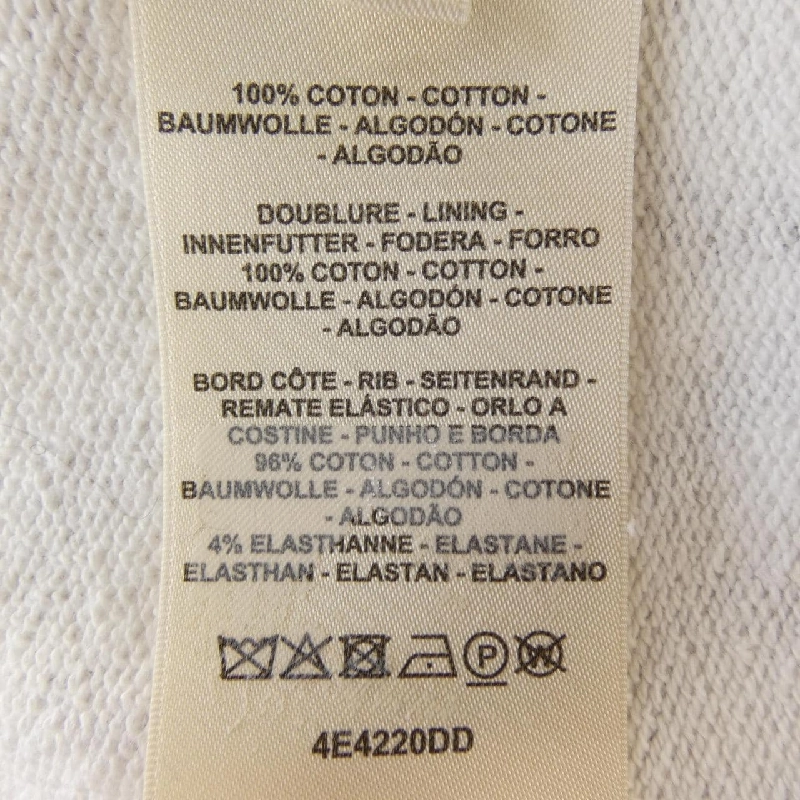 100% COTON - COTTON -
BAUMWOLLE - ALGODÓN - COTONE
- ALGODÃO
DOUBLURE - LINING -
INNENFUTTER - FODERA - FORRO
100% COTON - COTTON -
BAUMWOLLE - ALGODÓN - COTONE
- ALGODÃO
BORD CÔTE - RIB - SEITENRAND -
REMATE ELÁSTICO - ORLO A
COSTINE - PUNHO E BORDA
96% COTON - COTTON -
BAUMWOLLE - ALGODÓN - COTONE
- ALGODÃO
4% ELASTHANNE - ELASTANE -
ELASTHAN - ELASTAN - ELASTANO
P W
4E4220DD